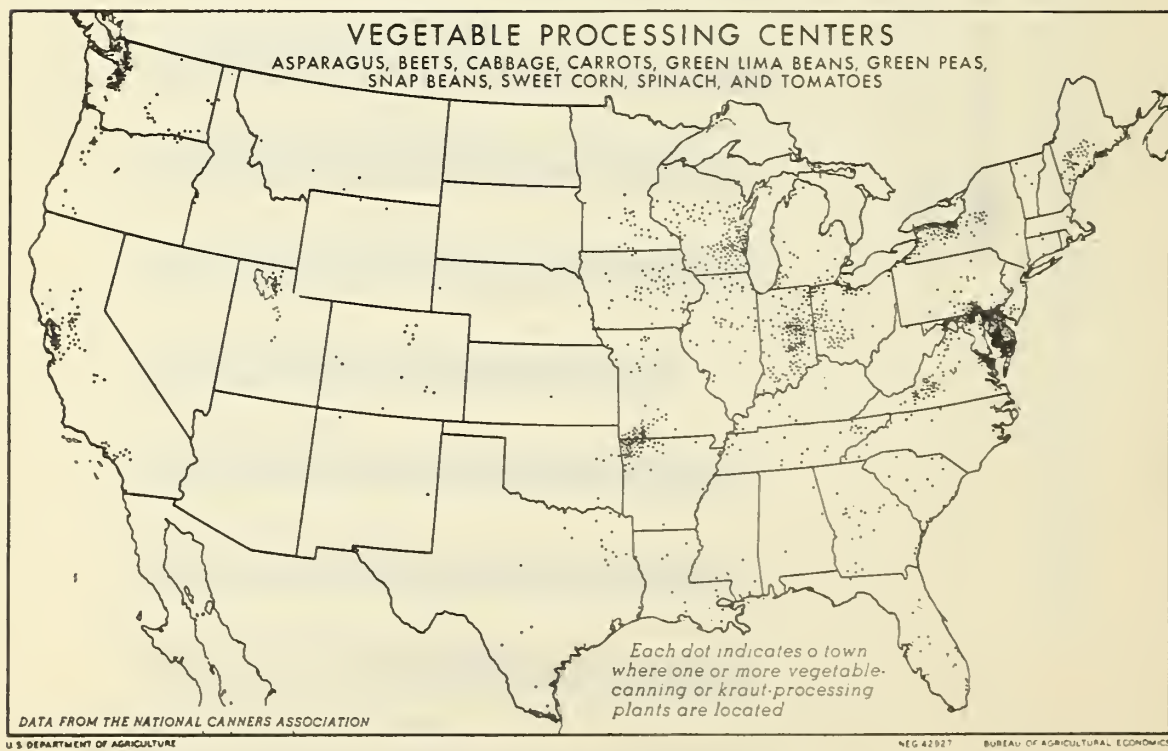 VEGETABLE PROCESSING CENTERS
ASPARAGUS, BEETS, CABBAGE, CARROTS, GREEN LIMA BEANS, GREEN PEAS,
SNAP BEANS, SWEET CORN, SPINACH, AND TOMATOES
Each dot indicates a town
where one or more vegetable-
canning or kraut-processing
plants are located
DATA FROM THE NATIONAL CANNERS ASSOCIATION
U.S. DEPARTMENT OF AGRICULTURE
NEG 42927 BUREAU OF AGRICULTURAL ECONOMICS